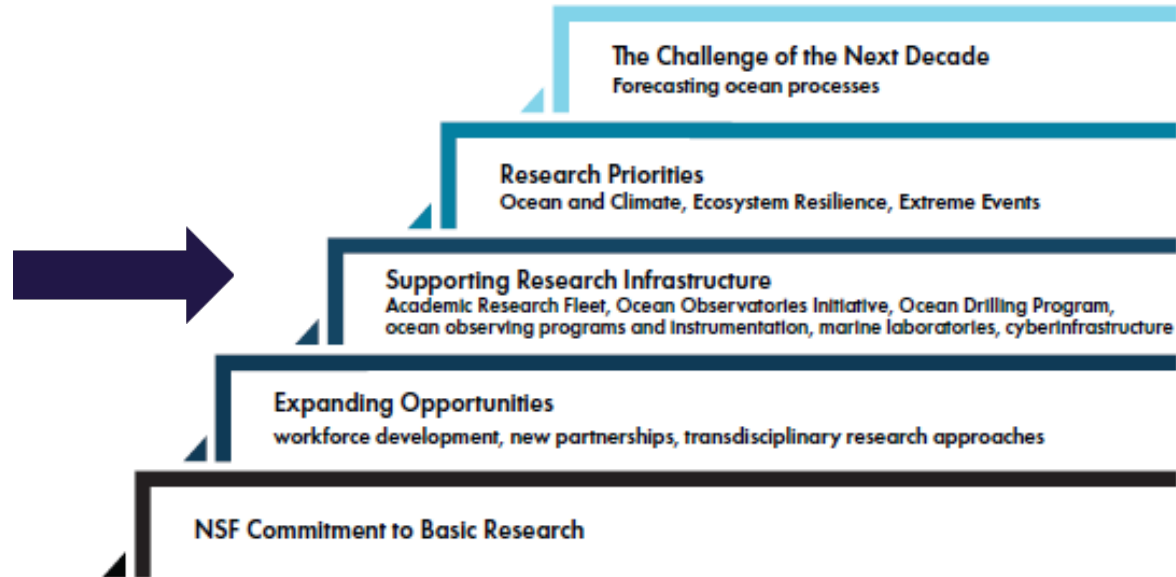 The Challenge of the Next Decade
Forecasting ocean processes
Research Priorities
Ocean and Climate, Ecosystem Resilience, Extreme Events
Supporting Research Infrastructure
Academic Research Fleet, Ocean Observatories Initiative, Ocean Drilling Program,
ocean observing programs and instrumentation, marine laboratories, cyberinfrastructure
Expanding Opportunities
workforce development, new partnerships, transdisciplinary research approaches
NSF Commitment to Basic Research